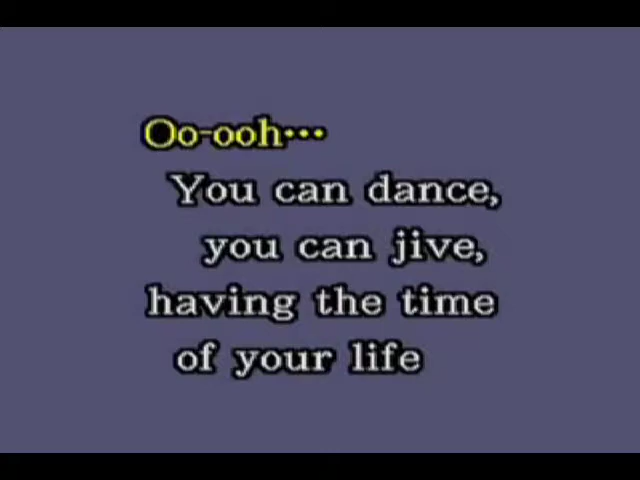 Oo-ooh…
You can dance,
you can jive,
having the time
of your life